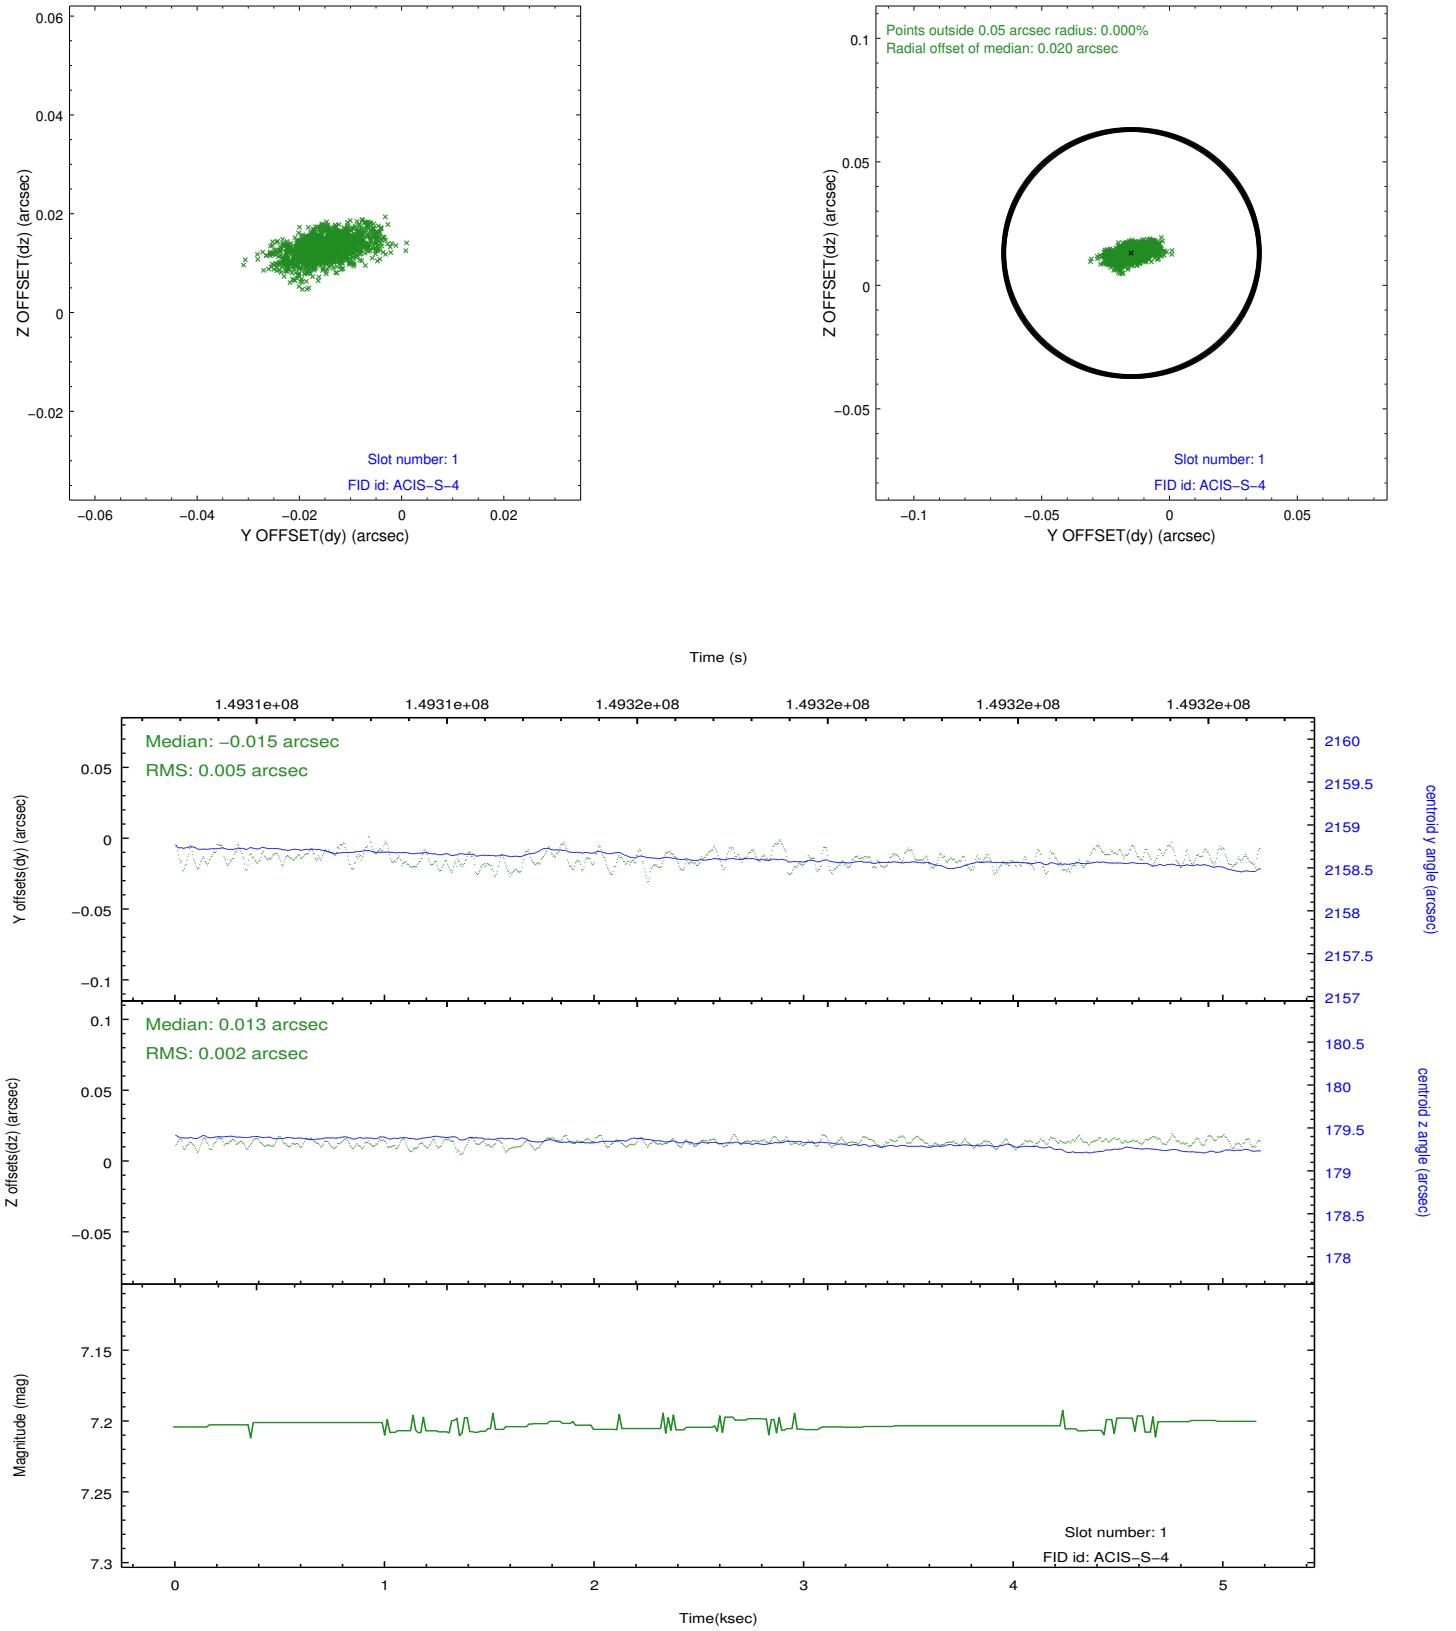 0.06
0.04
0.02
0
−0.02
Z OFFSET(dz) (arcsec)
Slot number: 1
FID id: ACIS−S−4
−0.06
−0.04
−0.02
0
0.02
Y OFFSET(dy) (arcsec)
Points outside 0.05 arcsec radius: 0.000%
Radial offset of median: 0.020 arcsec
0.1
0.05
0
−0.05
Z OFFSET(dz) (arcsec)
Slot number: 1
FID id: ACIS−S−4
−0.1
−0.05
0
0.05
Y OFFSET(dy) (arcsec)
Time (s)
1.4931e+08
1.4931e+08
1.4932e+08
1.4932e+08
1.4932e+08
1.4932e+08
Median: −0.015 arcsec
RMS: 0.005 arcsec
0.05
0
−0.05
−0.1
Y offsets(dy) (arcsec)
2160
2159.5
2159
2158.5
2158
2157.5
2157
centroid y angle (arcsec)
Median: 0.013 arcsec
RMS: 0.002 arcsec
0.1
0.05
0
−0.05
Z offsets(dz) (arcsec)
180.5
180
179.5
179
178.5
178
centroid z angle (arcsec)
7.15
7.2
7.25
7.3
Magnitude (mag)
Slot number: 1
FID id: ACIS−S−4
0
1
2
3
4
5
Time(ksec)